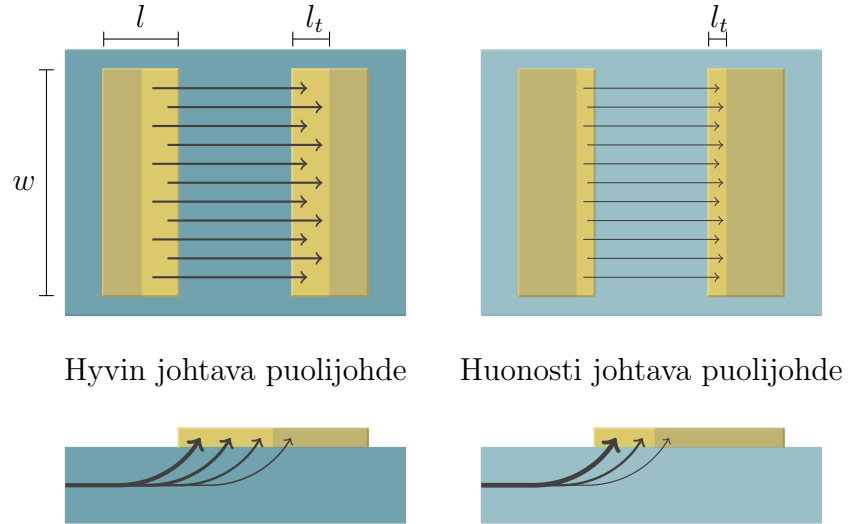 l
l_t
l_t
w
Hyvin johtava puolijohde
Huonosti johtava puolijohde